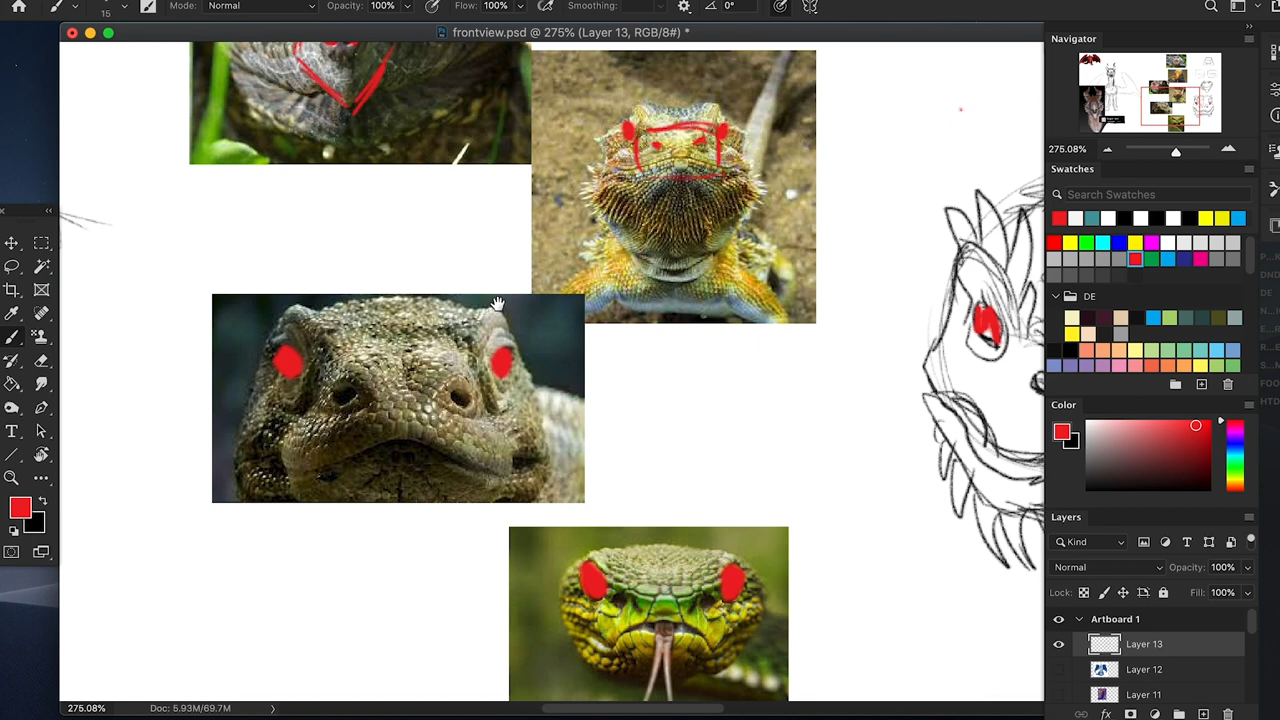 15
Mode: Normal
Opacity: 100%
Flow: 100%
Smoothing:
0°
frontview.psd @ 275% (Layer 13, RGB/8#) *
Navigator
275.08%
Swatches
Search Swatches
DE
Color
Layers
Kind
Normal
Opacity: 100%
Lock:
Fill: 100%
Artboard 1
Layer 13
Layer 12
Layer 11
275.08%
Doc: 5.93M/69.7M